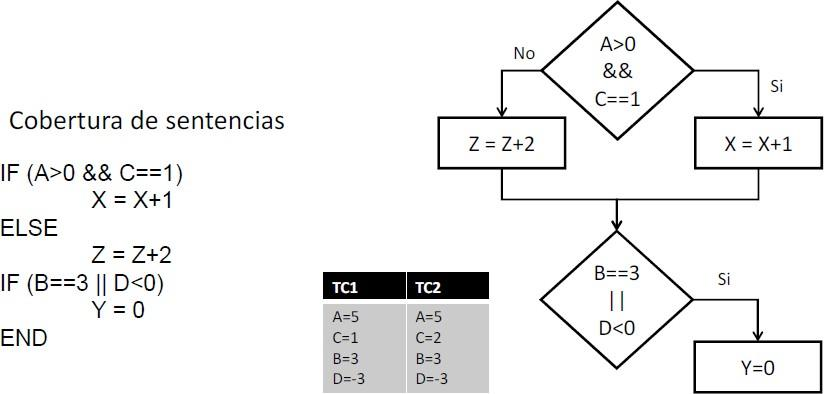 Cobertura de sentencias
IF (A>0 && C==1)
X = X+1
ELSE
Z = Z+2
IF (B==3 || D<0)
Y = 0
END
TC1 TC2
A=5 A=5
C=1 C=2
B=3 B=3
D=-3 D=-3
A>0
&&
C==1
No
Si
Z = Z+2
X = X+1
B==3
||
D<0
Si
Y=0